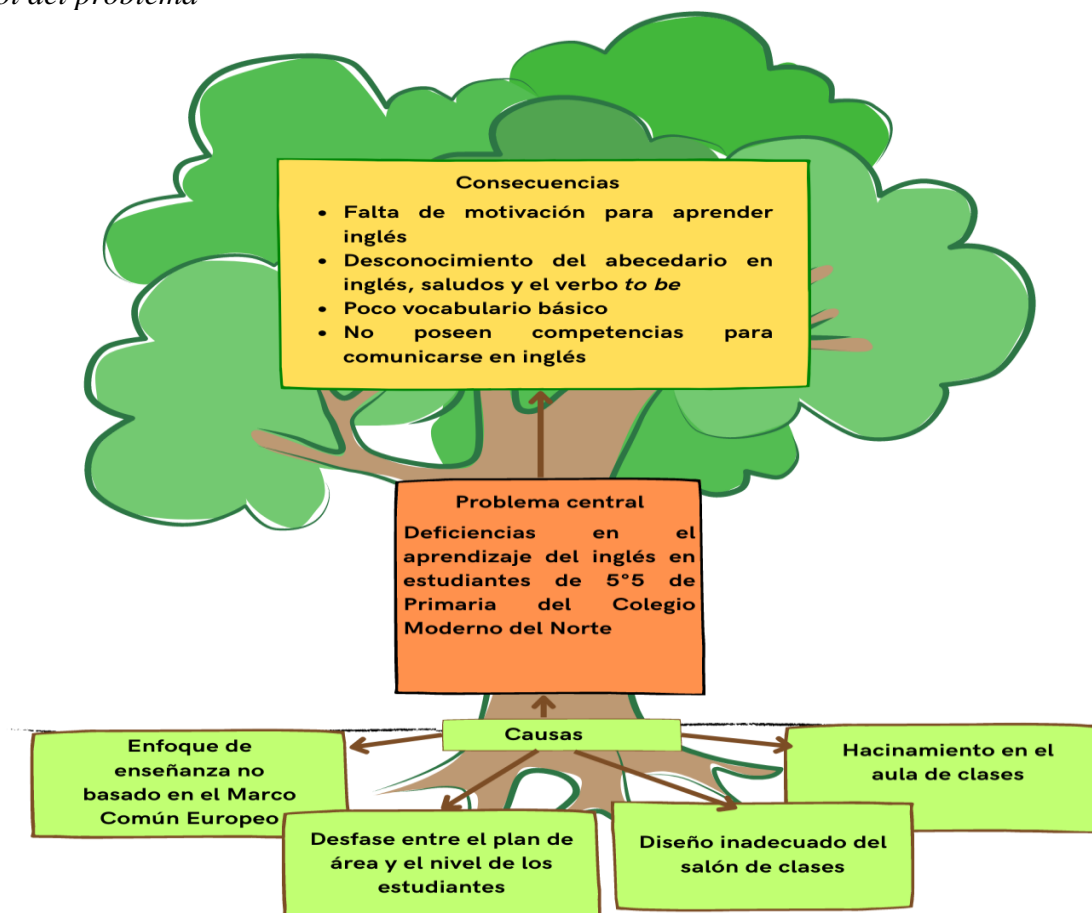 del problema
Consecuencias
• Falta de motivación para aprender
inglés
• Desconocimiento del abecedario en
inglés, saludos y el verbo to be
• Poco vocabulario básico
• No poseen competencias para
comunicarse en inglés
Problema central
Deficiencias en el
aprendizaje del inglés en
estudiantes de 5°5 de
Primaria del Colegio
Moderno del Norte
Causas
Enfoque de
enseñanza no
basado en el Marco
Común Europeo
Desfase entre el plan de
área y el nivel de los
estudiantes
Diseño inadecuado del
salón de clases
Hacinamiento en el
aula de clases